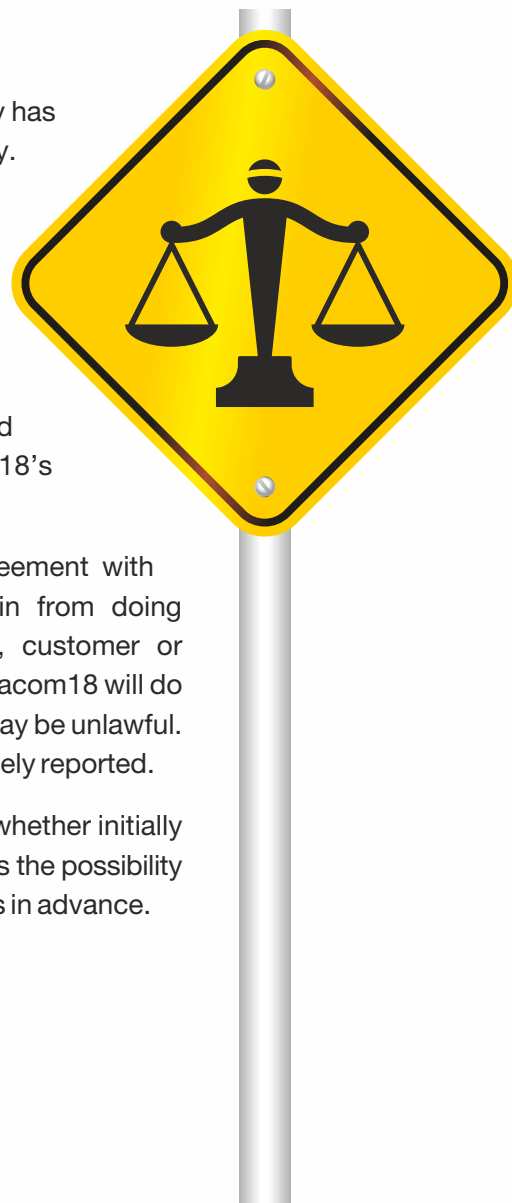 y has
y.
d
18's
eement with
in from doing
, customer or
acom18 will do
ay be unlawful.
ely reported.
whether initially
s the possibility
s in advance.